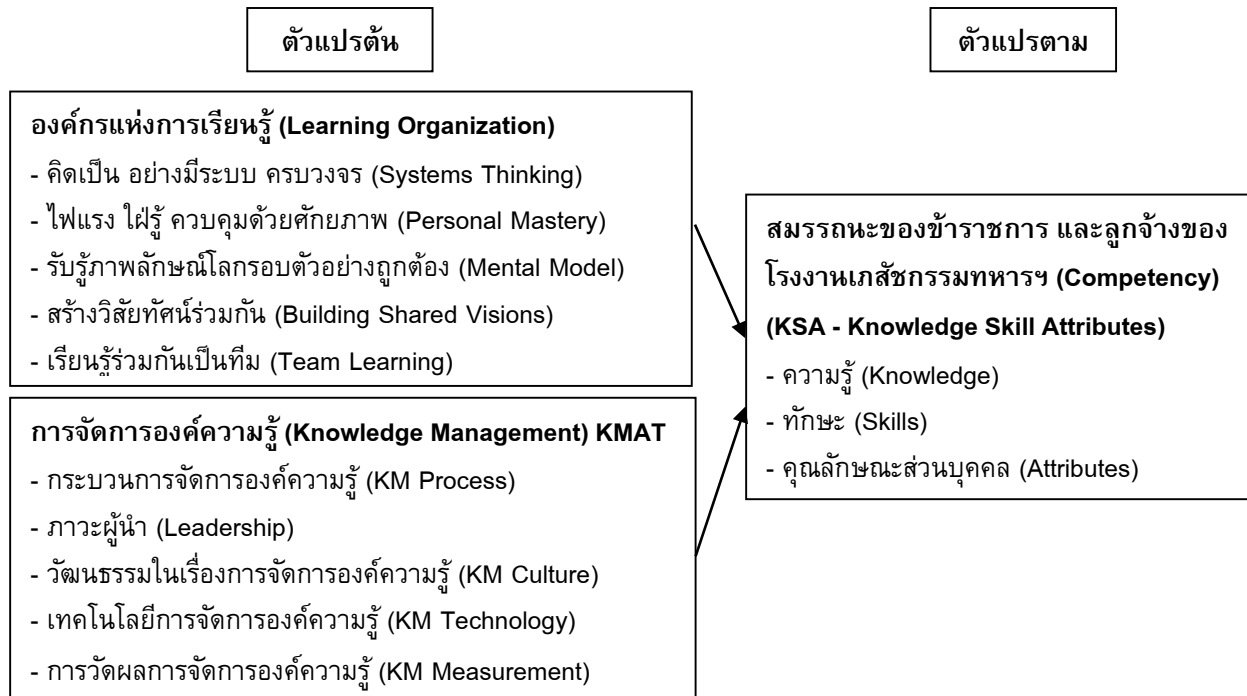 ตัวแปรต้น
ตัวแปรตาม
องค์กรแห่งการเรียนรู้ (Learning Organization)
- คิดเป็น อย่างมีระบบ ครบวงจร (Systems Thinking)
- ไฟแรง ใฝ่รู้ ควบคุมด้วยศักยภาพ (Personal Mastery)
- รับรู้ภาพลักษณ์โลกรอบตัวอย่างถูกต้อง (Mental Model)
- สร้างวิสัยทัศน์ร่วมกัน (Building Shared Visions)
- เรียนรู้ร่วมกันเป็นทีม (Team Learning)
การจัดการองค์ความรู้ (Knowledge Management) KMAT
- กระบวนการจัดการองค์ความรู้ (KM Process)
- ภาวะผู้นำ (Leadership)
- วัฒนธรรมในเรื่องการจัดการองค์ความรู้ (KM Culture)
- เทคโนโลยีการจัดการองค์ความรู้ (KM Technology)
- การวัดผลการจัดการองค์ความรู้ (KM Measurement)
สมรรถนะของข้าราชการ และลูกจ้างของ
โรงงานเภสัชกรรมทหารฯ (Competency)
(KSA - Knowledge Skill Attributes)
- ความรู้ (Knowledge)
- ทักษะ (Skills)
- คุณลักษณะส่วนบุคคล (Attributes)